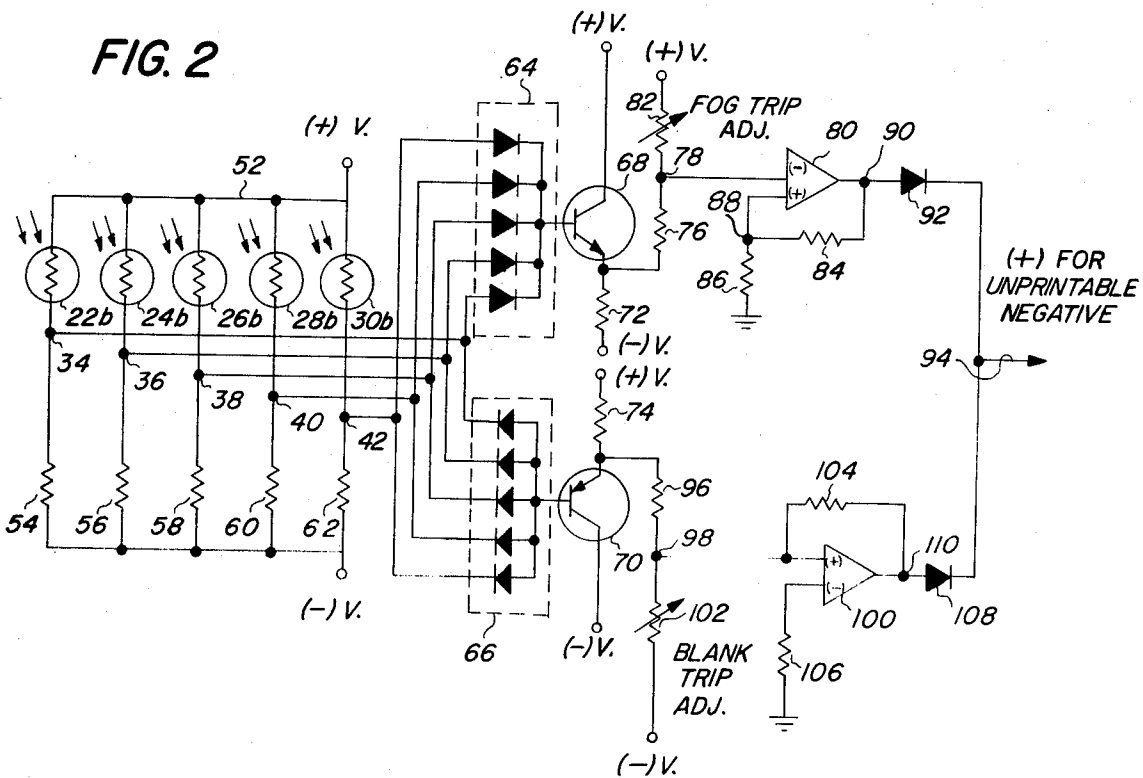 FIG. 2
(+) V.
(+) V.
(+) V.
64
82
FOG TRIP
ADJ.
80
90
52
68
78
(-)
(+)
92
88
76
84
86
22b
24b
26b
28b
30b
72
(+) FOR
UNPRINTABLE
NEGATIVE
34
36
38
40
42
(-) V.
(+) V.
94
74
54
56
58
60
62
96
104
70
98
110
(+)
(-)
100
108
(-) V.
66
(-) V.
102
BLANK
TRIP
ADJ.
106
(-) V.